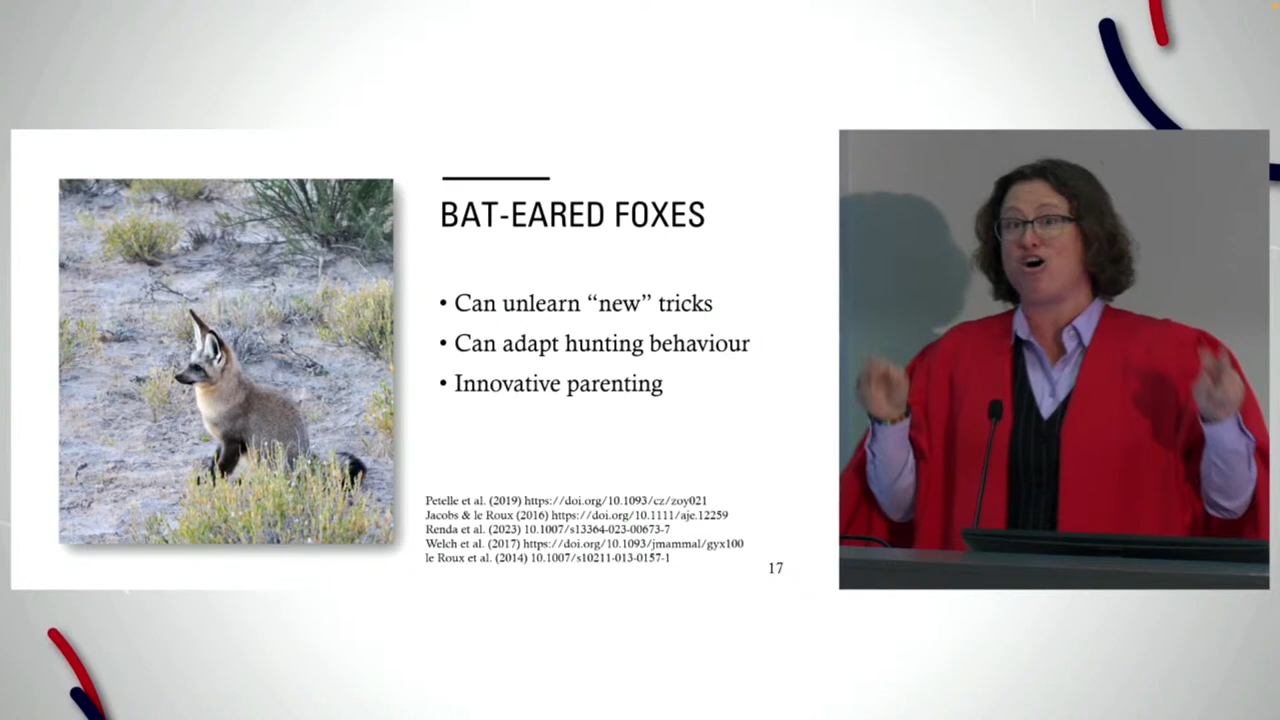 BAT-EARED FOXES
• Can unlearn “new” tricks
• Can adapt hunting behaviour
• Innovative parenting
Petelle et al. (2019) https://doi.org/10.1093/cz/zoy021
Jacobs & le Roux (2016) https://doi.org/10.1111/aje.12259
Renda et al. (2023) 10.1007/s13364-023-00673-7
Welch et al. (2017) https://doi.org/10.1093/jmammal/gyx100
le Roux et al. (2014) 10.1007/s10211-013-0157-1
17